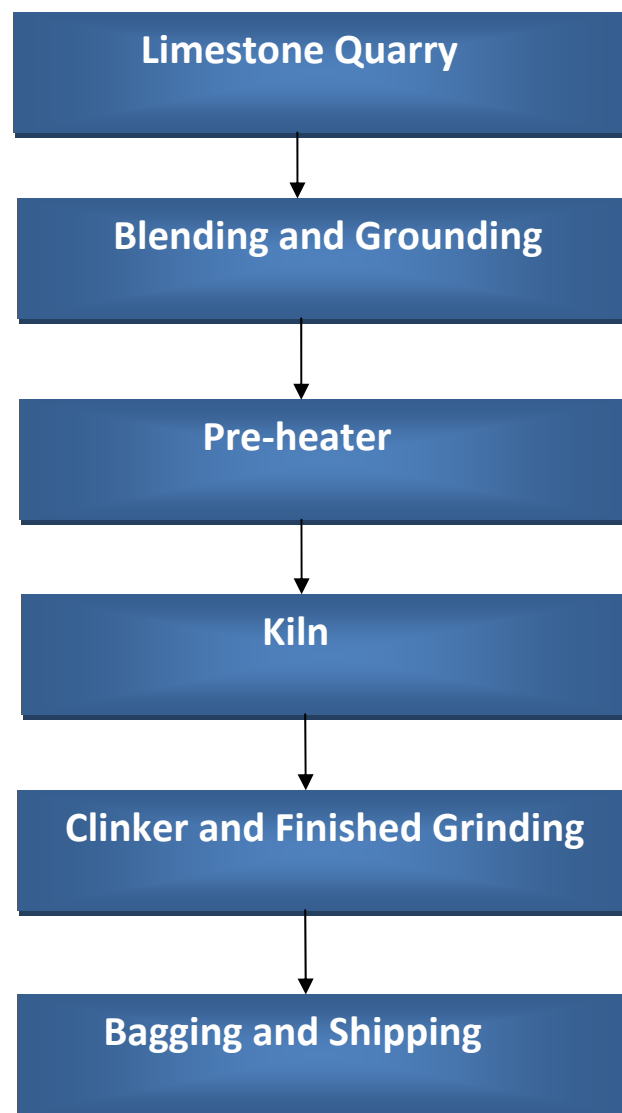 Limestone Quarry
Blending and Grounding
Pre-heater
Kiln
Clinker and Finished Grinding
Bagging and Shipping